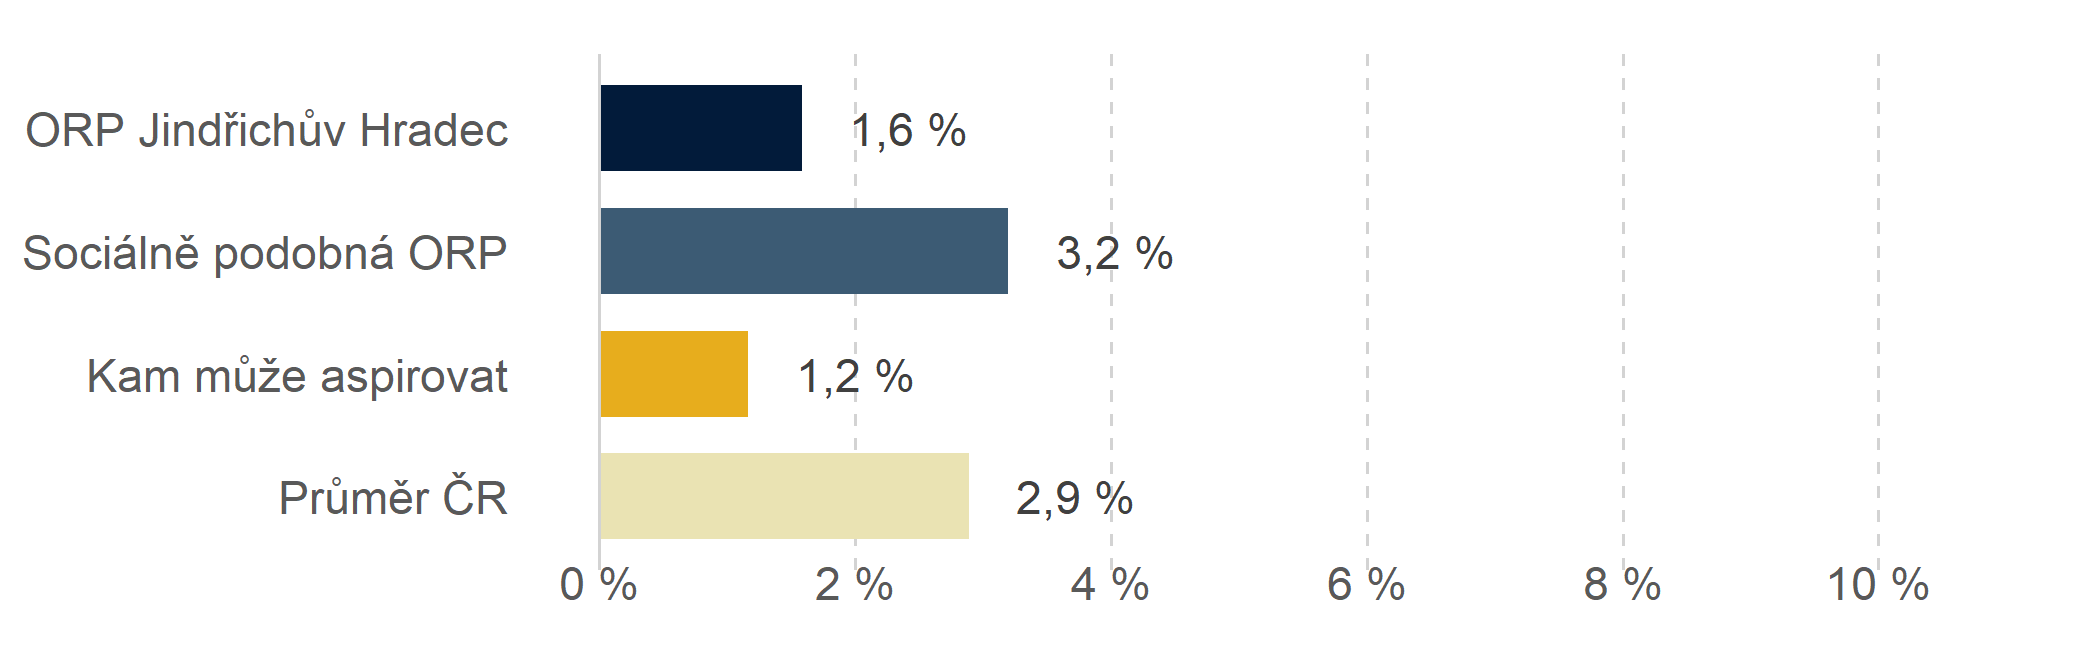 ORP Jindřichův Hradec
1,6 %
Sociálně podobná ORP
3,2 %
Kam může aspirovat
1,2 %
Průměr ČR
2,9 %
0 % 2 % 4 % 6 % 8 % 10 %